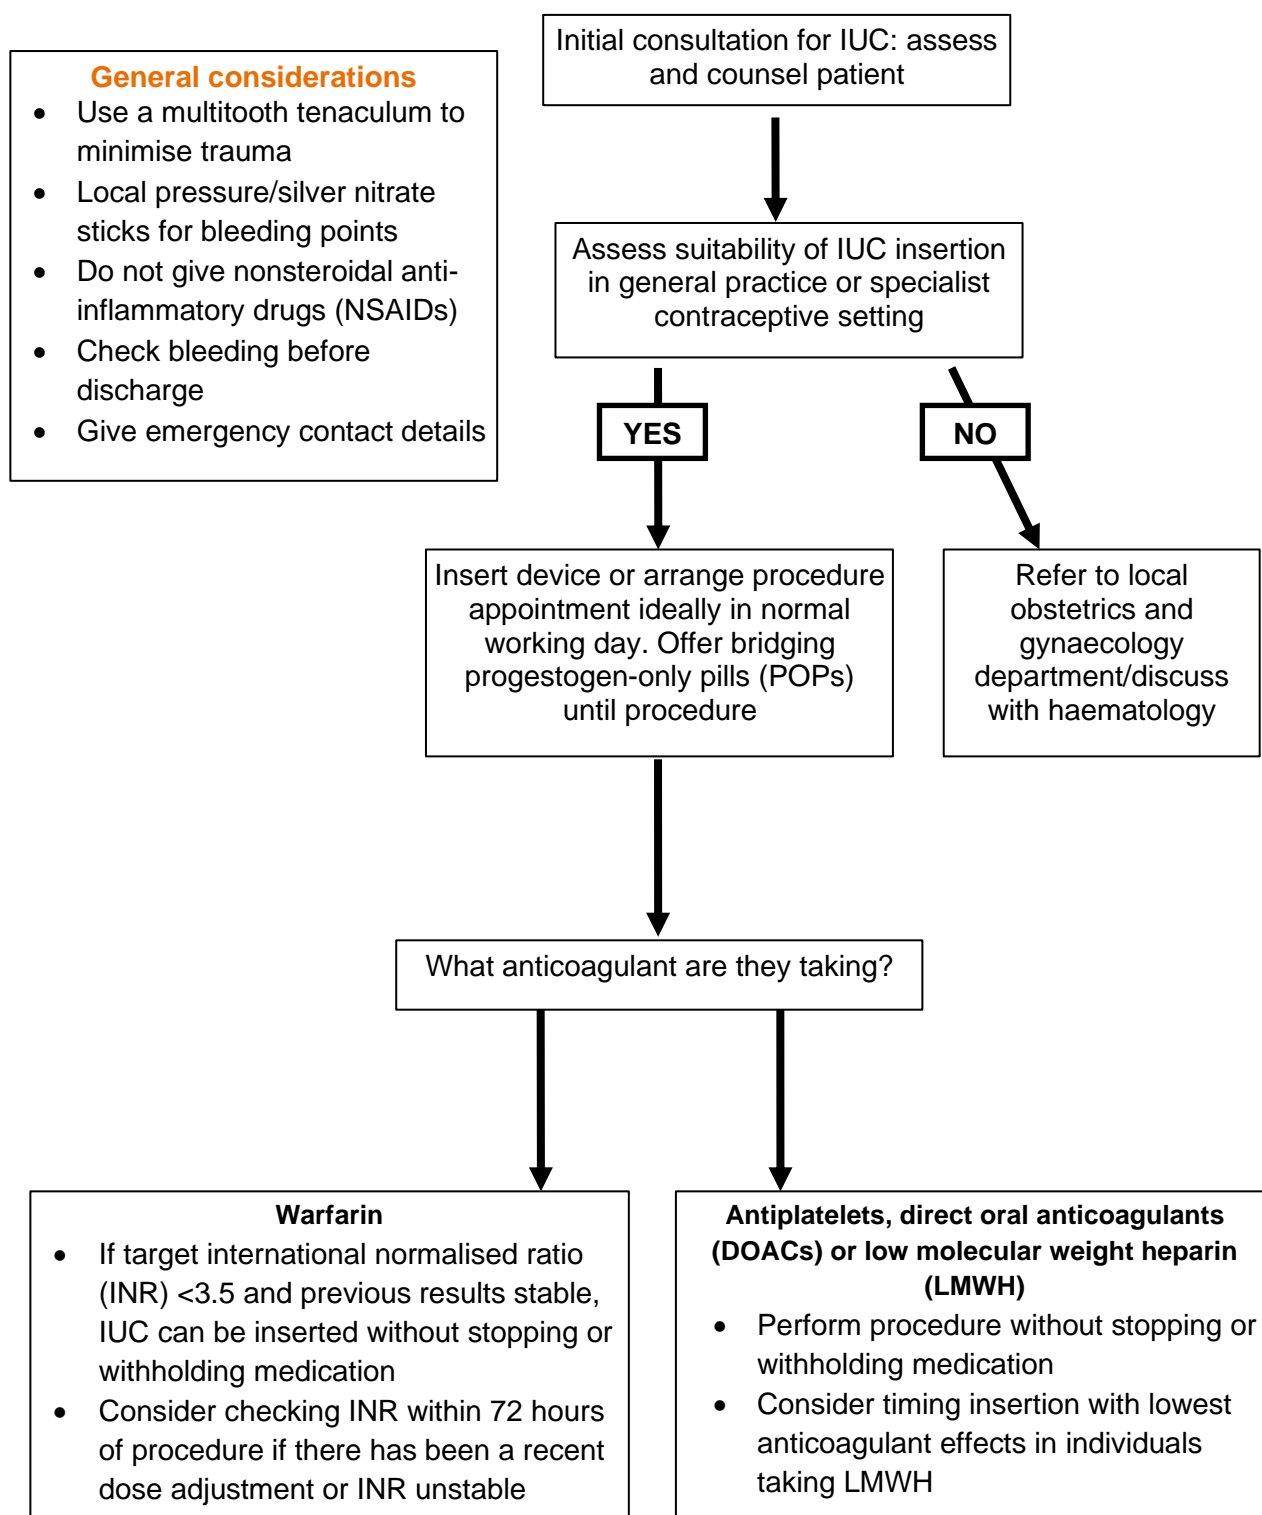 Initial consultation for IUC: assess
and counsel patient
General considerations
• Use a multitooth tenaculum to
minimise trauma
• Local pressure/silver nitrate
sticks for bleeding points
• Do not give nonsteroidal anti-
inflammatory drugs (NSAIDs)
• Check bleeding before
discharge
• Give emergency contact details
Assess suitability of IUC insertion
in general practice or specialist
contraceptive setting
YES
NO
Insert device or arrange procedure
appointment ideally in normal
working day. Offer bridging
progestogen-only pills (POPs)
until procedure
Refer to local
obstetrics and
gynaecology
department/discuss
with haematology
What anticoagulant are they taking?
Warfarin
• If target international normalised ratio
(INR) <3.5 and previous results stable,
IUC can be inserted without stopping or
withholding medication
• Consider checking INR within 72 hours
of procedure if there has been a recent
dose adjustment or INR unstable
Antiplatelets, direct oral anticoagulants
(DOACs) or low molecular weight heparin
(LMWH)
• Perform procedure without stopping or
withholding medication
• Consider timing insertion with lowest
anticoagulant effects in individuals
taking LMWH